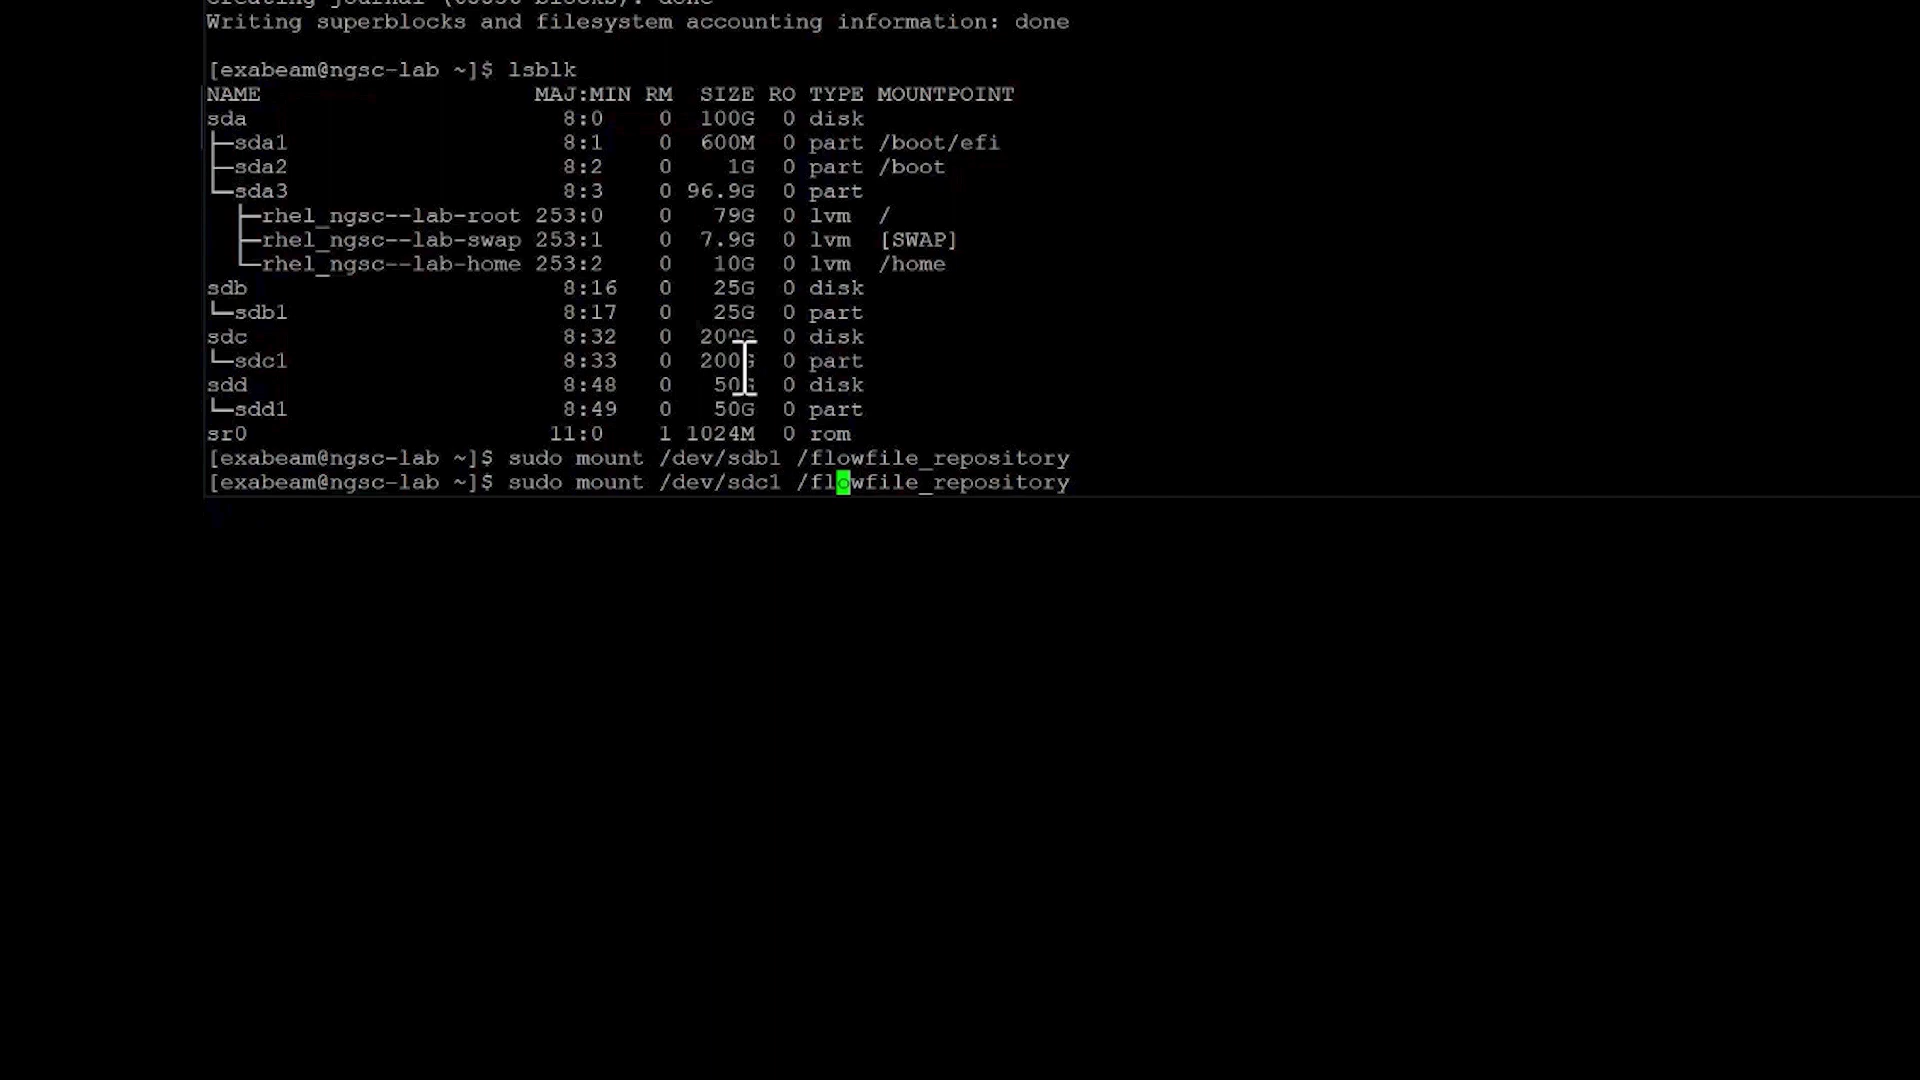 Creating journal (65536 blocks): done
Writing superblocks and filesystem accounting information: done
[exabeam@ngsc-lab ~]$ lsblk
NAME MAJ:MIN RM SIZE RO TYPE MOUNTPOINT
sda 8:0 0 100G 0 disk
├─sda1 8:1 0 600M 0 part /boot/efi
├─sda2 8:2 0 1G 0 part /boot
└─sda3 8:3 0 96.9G 0 part
├─rhel_ngsc--lab-root 253:0 0 79G 0 lvm /
├─rhel_ngsc--lab-swap 253:1 0 7.9G 0 lvm [SWAP]
└─rhel_ngsc--lab-home 253:2 0 10G 0 lvm /home
sdb 8:16 0 25G 0 disk
└─sdb1 8:17 0 25G 0 part
sdc 8:32 0 200G 0 disk
└─sdc1 8:33 0 200G 0 part
sdd 8:48 0 50G 0 disk
└─sdd1 8:49 0 50G 0 part
sr0 11:0 1 1024M 0 rom
[exabeam@ngsc-lab ~]$ sudo mount /dev/sdb1 /flowfile_repository
[exabeam@ngsc-lab ~]$ sudo mount /dev/sdc1 /flowfile_repository